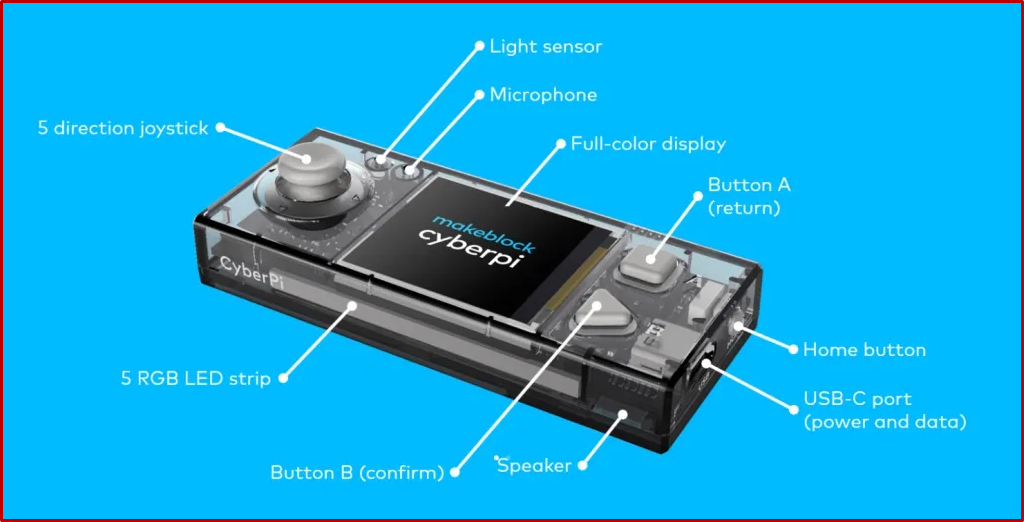 Light sensor
Microphone
5 direction joystick
Full-color display
Button A
(return)
makeblock
cyberpi
CyberPi
Home button
5 RGB LED strip
USB-C port
(power and data)
Button B (confirm)
Speaker